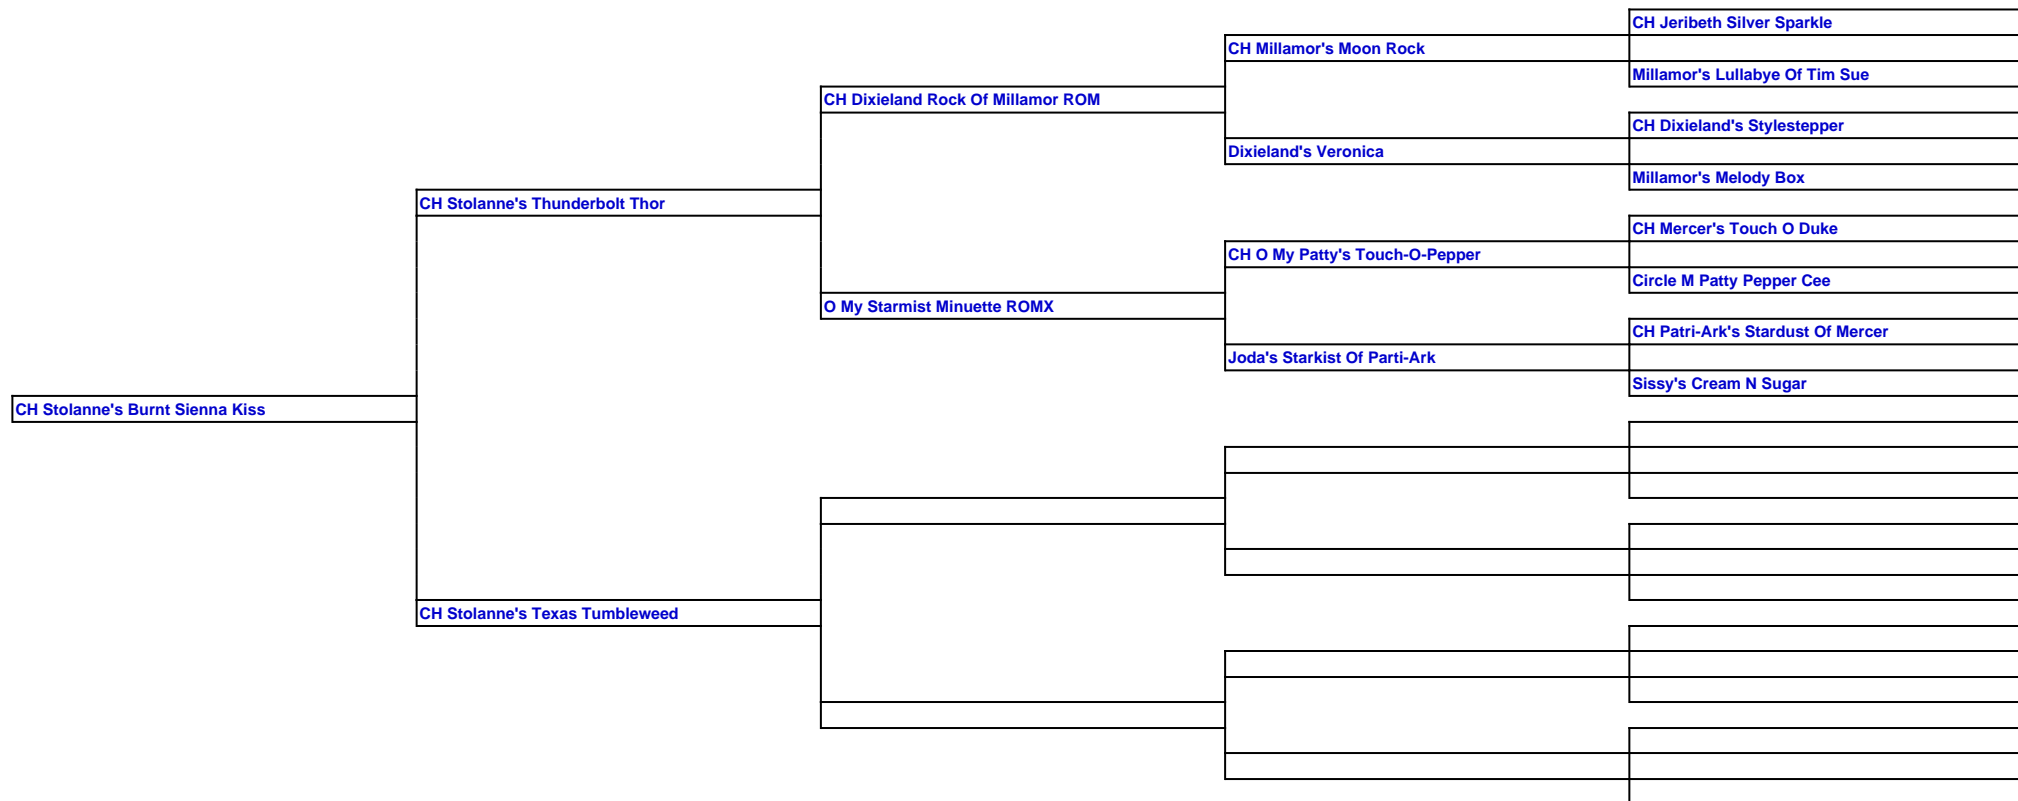 CH Jeribeth Silver Sparkle
CH Millamor's Moon Rock
Millamor's Lullabye Of Tim Sue
CH Dixieland Rock Of Millamor ROM
CH Dixieland's Stylestepper
Dixieland's Veronica
Millamor's Melody Box
CH Stolanne's Thunderbolt Thor
CH Mercer's Touch O Duke
CH O My Patty's Touch-O-Pepper
Circle M Patty Pepper Cee
O My Starmist Minuette ROMX
CH Patri-Ark's Stardust Of Mercer
Joda's Starkist Of Parti-Ark
Sissy's Cream N Sugar
CH Stolanne's Burnt Sienna Kiss
CH Stolanne's Texas Tumbleweed